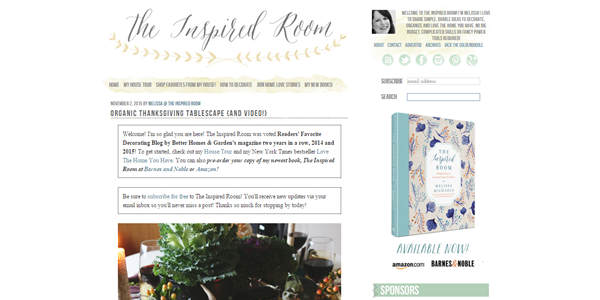 The Inspired Room
HOME MY HOUSE TOUR SHOP FAVORITES FROM MY HOUSE! HOW TO DECORATE JOIN HOME LOVE STORIES MY NEW BOOKS!
NOVEMBER 2, 2015 BY MELISSA @ THE INSPIRED ROOM
ORGANIC THANKSGIVING TABLESCAPE {AND VIDEO!}
Welcome! I'm so glad you are here! The Inspired Room was voted Readers' Favorite
Decorating Blog by Better Homes & Garden's magazine two years in a row, 2014 and
2015! To get started, check out my House Tour and my New York Times bestseller Love
The Home You Have. You can also pre-order your copy of my newest book, The Inspired
Room at Barnes and Noble or Amazon!
Be sure to subscribe for free to The Inspired Room! You'll receive new updates via your
email inbox so you'll never miss a post! Thanks so much for stopping by today!
WELCOME TO THE INSPIRED ROOM! I'M MELISSA! I LOVE
TO SHARE SIMPLE, DOABLE IDEAS TO DECORATE,
ORGANIZE AND LOVE THE HOME YOU HAVE. NO BIG
BUDGET, COMPLICATED SKILLS OR FANCY POWER
TOOLS REQUIRED!
ABOUT CONTACT ADVERTISE ARCHIVES JACK THE GOLDENDOODLE
SUBSCRIBE email address
SEARCH
THE
Inspired
ROOM
MELISSA MICHAELS
AVAILABLE NOW!
amazon.com BARNES&NOBLE
SPONSORS